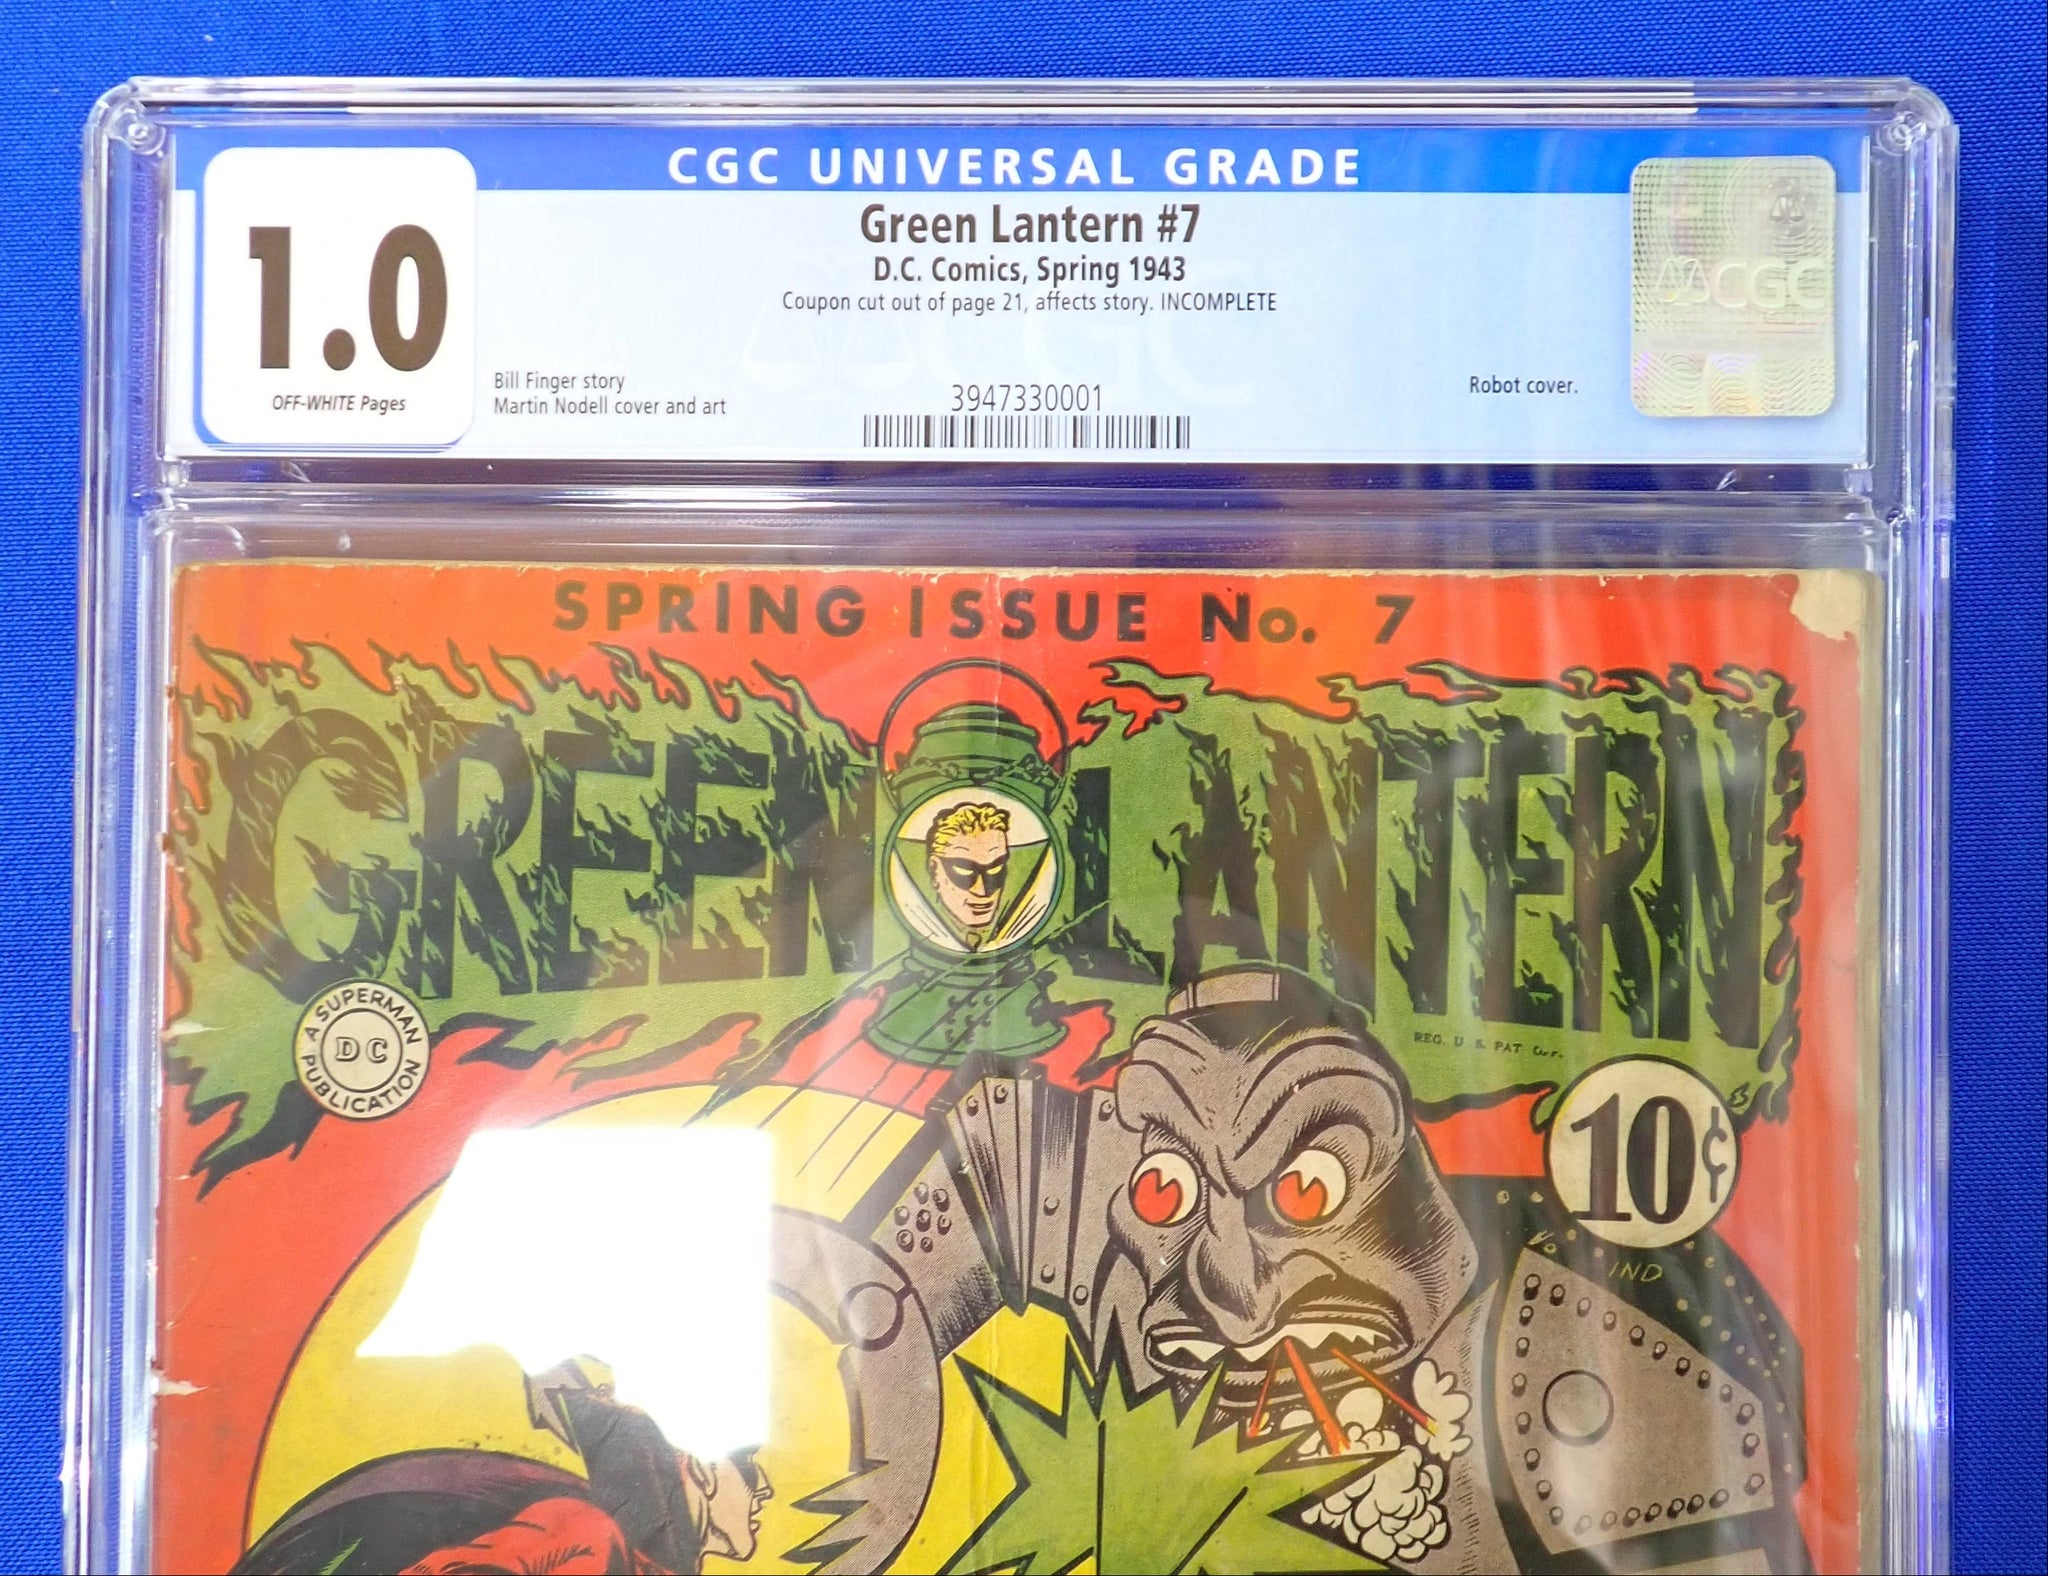 CGC UNIVERSAL GRADE
1.0
OFF-WHITE Pages
Green Lantern #7
D.C. Comics, Spring 1943
Coupon cut out of page 21, affects story. INCOMPLETE
Bill Finger story
Martin Nodell cover and art
3947330001
Robot cover.
CGC
CGC
SPRING ISSUE No. 7
GREEN LANTERN
A SUPERMAN
DC
PUBLICATION
REG. U S. PAT OFF.
10¢
IND